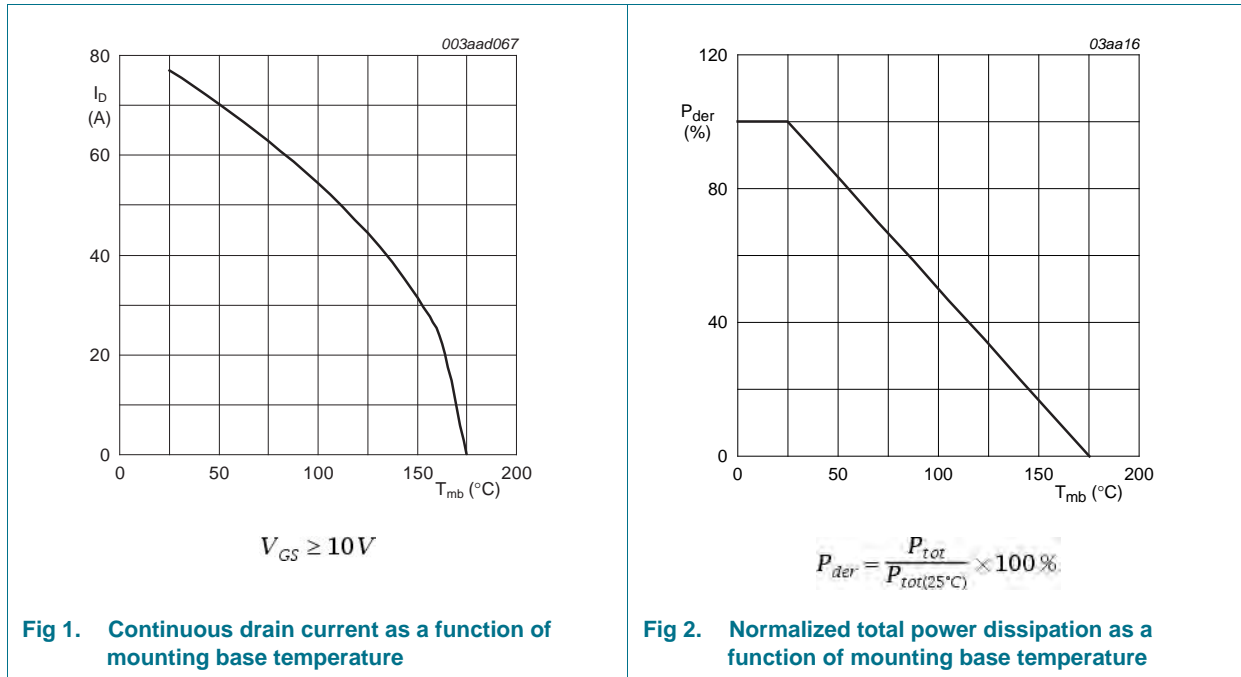 003aad067
80
I_D
(A)
60
40
20
0
0 50 100 150 200
T_mb (°C)
V_GS ≥ 10 V
Fig 1. Continuous drain current as a function of
mounting base temperature
03aa16
120
P_der
(%)
80
40
0
0 50 100 150 200
T_mb (°C)
P_der = P_tot / P_tot(25°C) × 100 %
Fig 2. Normalized total power dissipation as a
function of mounting base temperature